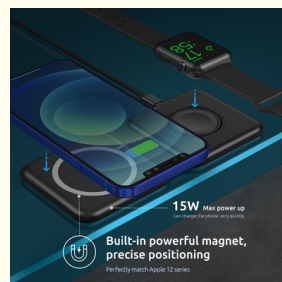 15W Max power up
Can charge the phone very quickly
Built-in powerful magnet,
precise positioning
Perfectly match Apple 12 series